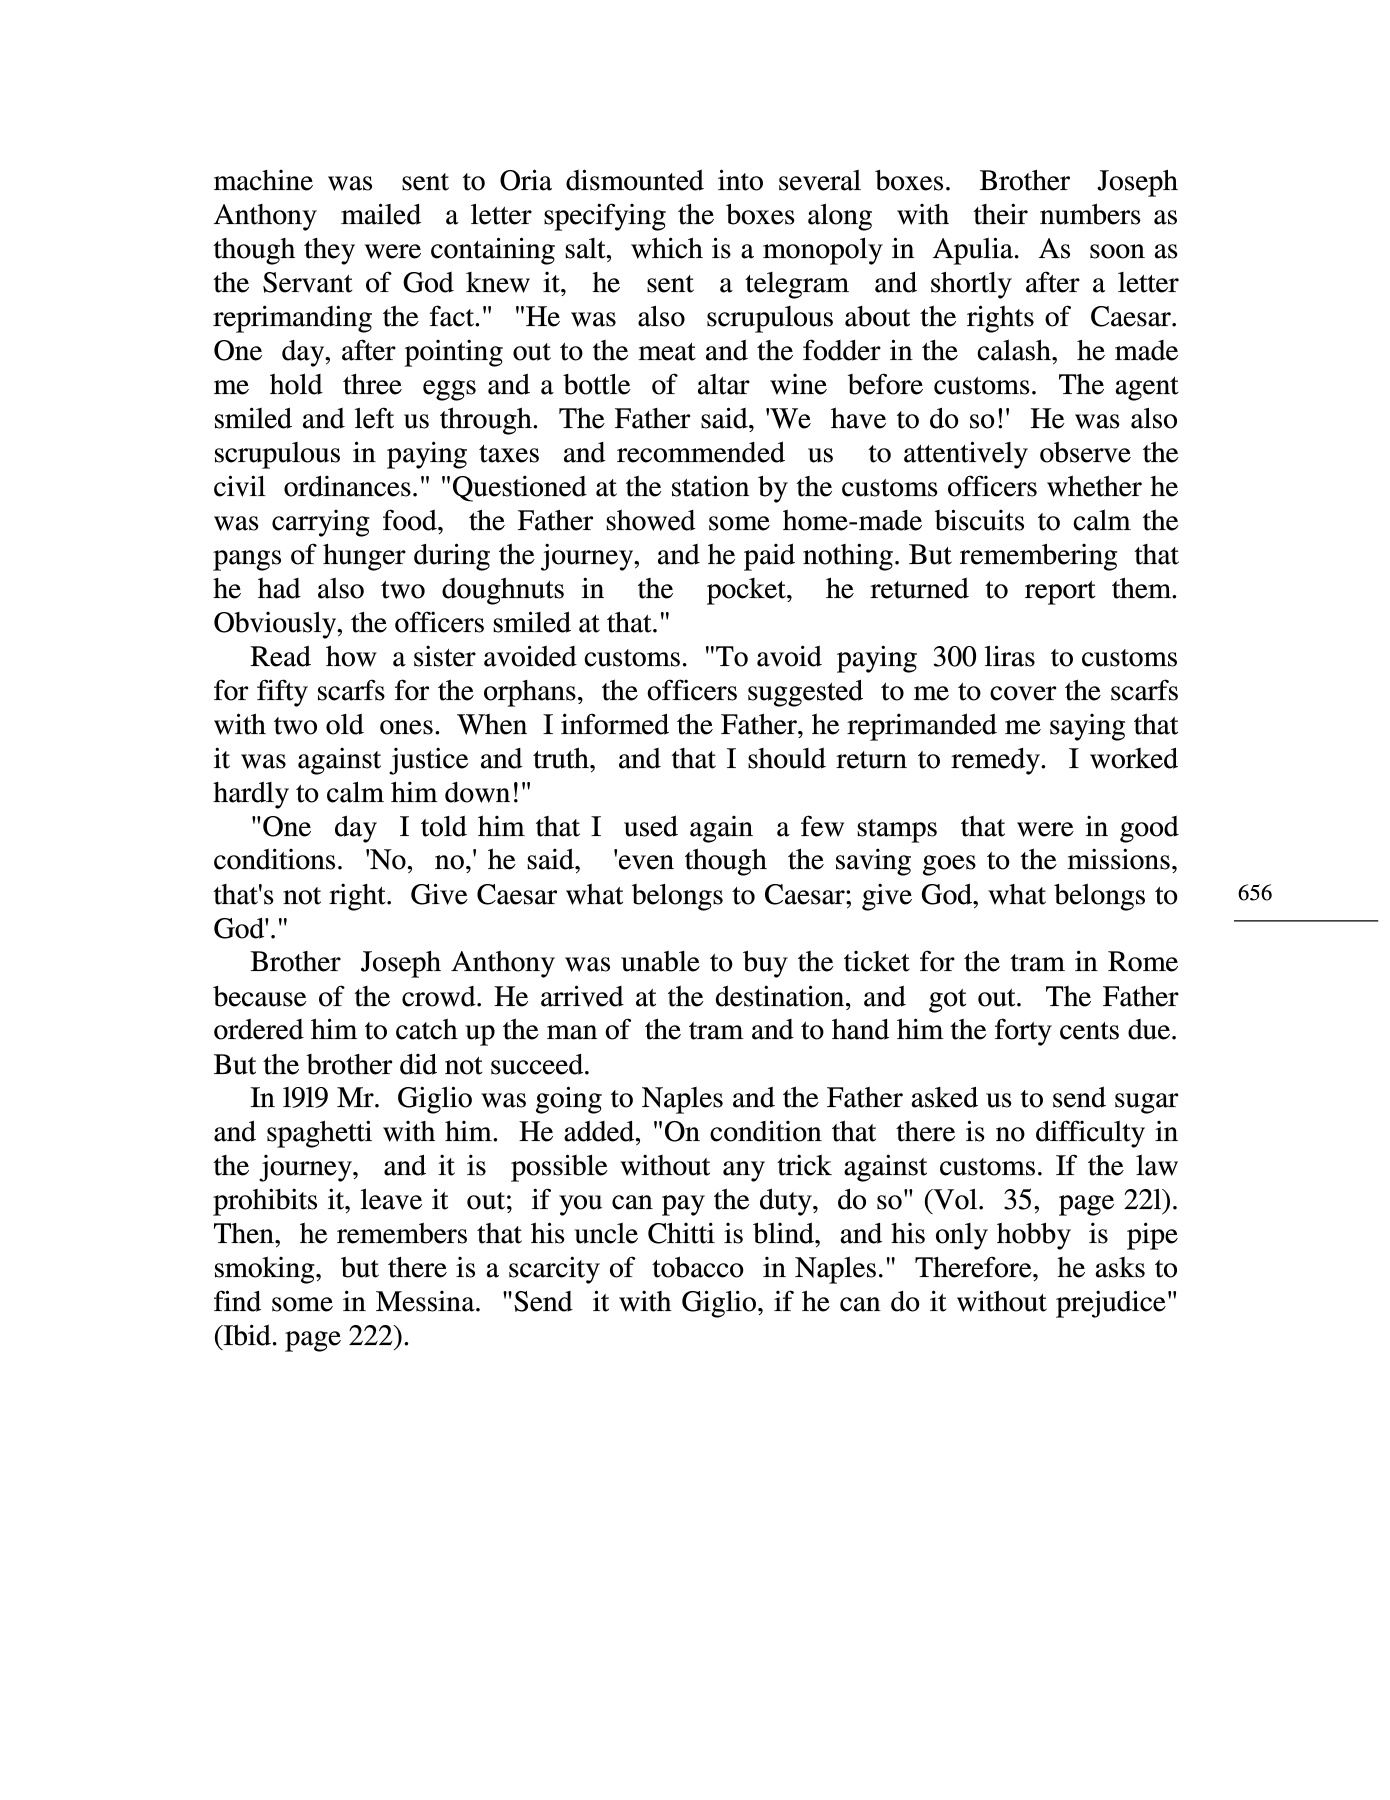 machine was sent to Oria dismounted into several boxes. Brother Joseph
Anthony mailed a letter specifying the boxes along with their numbers as
though they were containing salt, which is a monopoly in Apulia. As soon as
the Servant of God knew it, he sent a telegram and shortly after a letter
reprimanding the fact." "He was also scrupulous about the rights of Caesar.
One day, after pointing out to the meat and the fodder in the calash, he made
me hold three eggs and a bottle of altar wine before customs. The agent
smiled and left us through. The Father said, 'We have to do so!' He was also
scrupulous in paying taxes and recommended us to attentively observe the
civil ordinances." "Questioned at the station by the customs officers whether he
was carrying food, the Father showed some home-made biscuits to calm the
pangs of hunger during the journey, and he paid nothing. But remembering that
he had also two doughnuts in the pocket, he returned to report them.
Obviously, the officers smiled at that."
Read how a sister avoided customs. "To avoid paying 300 liras to customs
for fifty scarfs for the orphans, the officers suggested to me to cover the scarfs
with two old ones. When I informed the Father, he reprimanded me saying that
it was against justice and truth, and that I should return to remedy. I worked
hardly to calm him down!"
"One day I told him that I used again a few stamps that were in good
conditions. 'No, no,' he said, 'even though the saving goes to the missions,
that's not right. Give Caesar what belongs to Caesar; give God, what belongs to
God'."
656
Brother Joseph Anthony was unable to buy the ticket for the tram in Rome
because of the crowd. He arrived at the destination, and got out. The Father
ordered him to catch up the man of the tram and to hand him the forty cents due.
But the brother did not succeed.
In l9l9 Mr. Giglio was going to Naples and the Father asked us to send sugar
and spaghetti with him. He added, "On condition that there is no difficulty in
the journey, and it is possible without any trick against customs. If the law
prohibits it, leave it out; if you can pay the duty, do so" (Vol. 35, page 22l).
Then, he remembers that his uncle Chitti is blind, and his only hobby is pipe
smoking, but there is a scarcity of tobacco in Naples." Therefore, he asks to
find some in Messina. "Send it with Giglio, if he can do it without prejudice"
(Ibid. page 222).